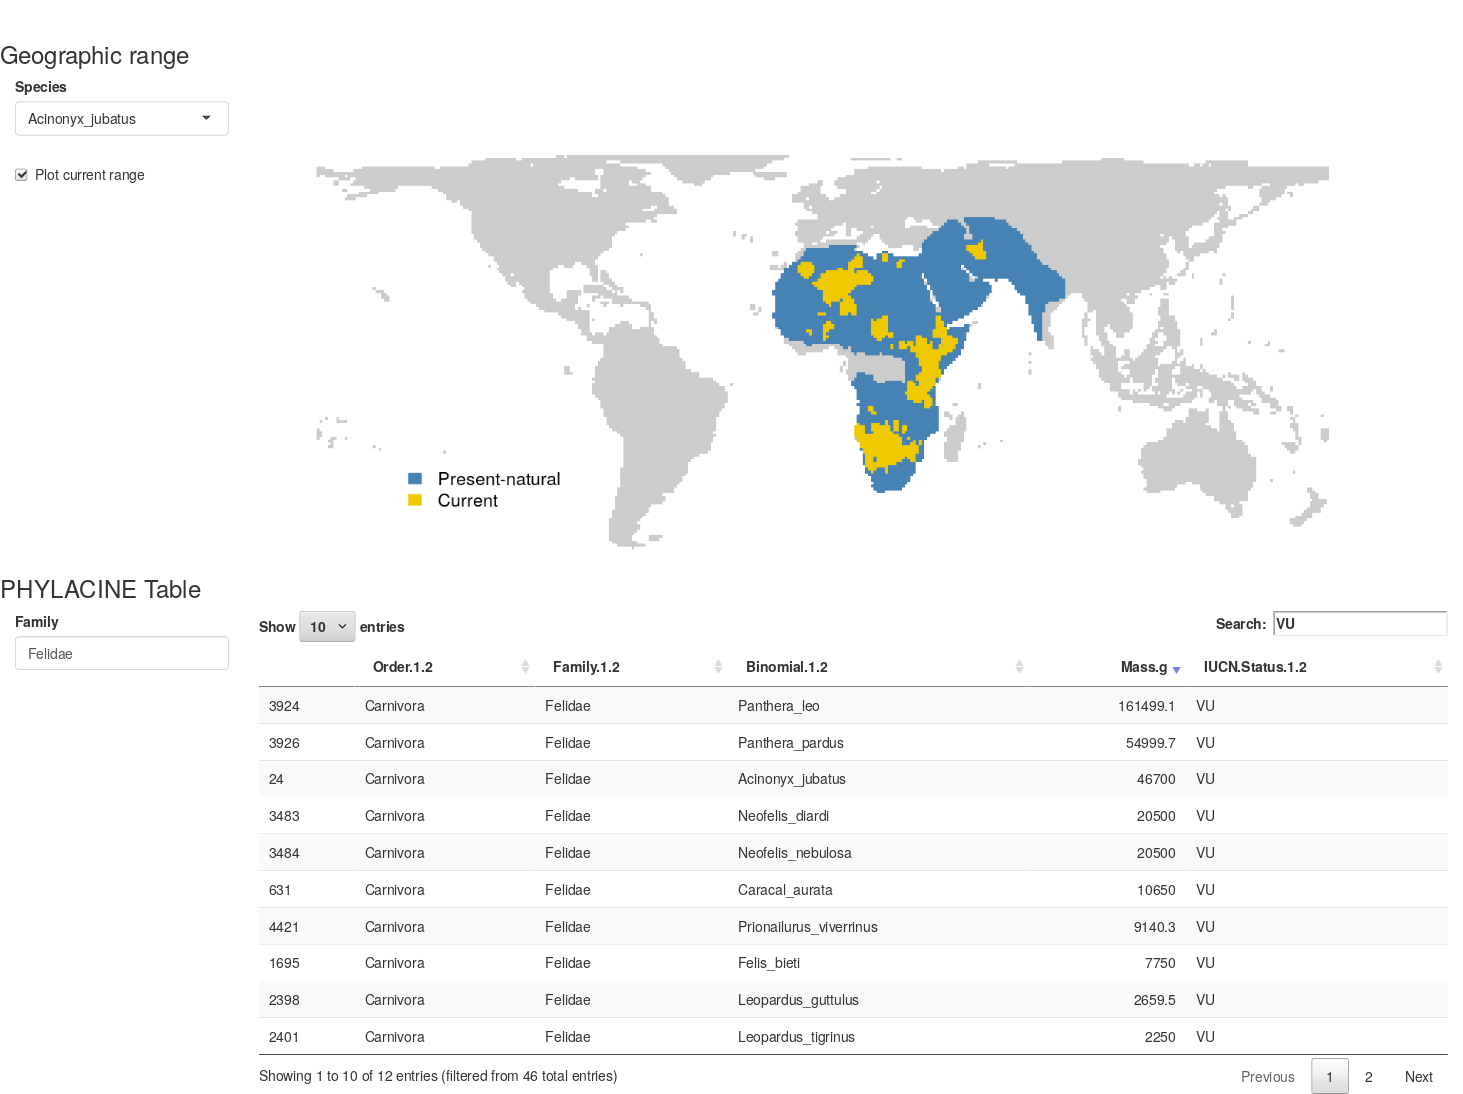 Geographic range
Species
Acinonyx_jubatus
Plot current range
Present-natural
Current
PHYLACINE Table
Family
Felidae
Show 10 entries Search: VU
Order.1.2 Family.1.2 Binomial.1.2 Mass.g IUCN.Status.1.2
3924 Carnivora Felidae Panthera_leo 161499.1 VU
3926 Carnivora Felidae Panthera_pardus 54999.7 VU
24 Carnivora Felidae Acinonyx_jubatus 46700 VU
3483 Carnivora Felidae Neofelis_diardi 20500 VU
3484 Carnivora Felidae Neofelis_nebulosa 20500 VU
631 Carnivora Felidae Caracal_aurata 10650 VU
4421 Carnivora Felidae Prionailurus_viverrinus 9140.3 VU
1695 Carnivora Felidae Felis_bieti 7750 VU
2398 Carnivora Felidae Leopardus_guttulus 2659.5 VU
2401 Carnivora Felidae Leopardus_tigrinus 2250 VU
Showing 1 to 10 of 12 entries (filtered from 46 total entries) Previous 1 2 Next